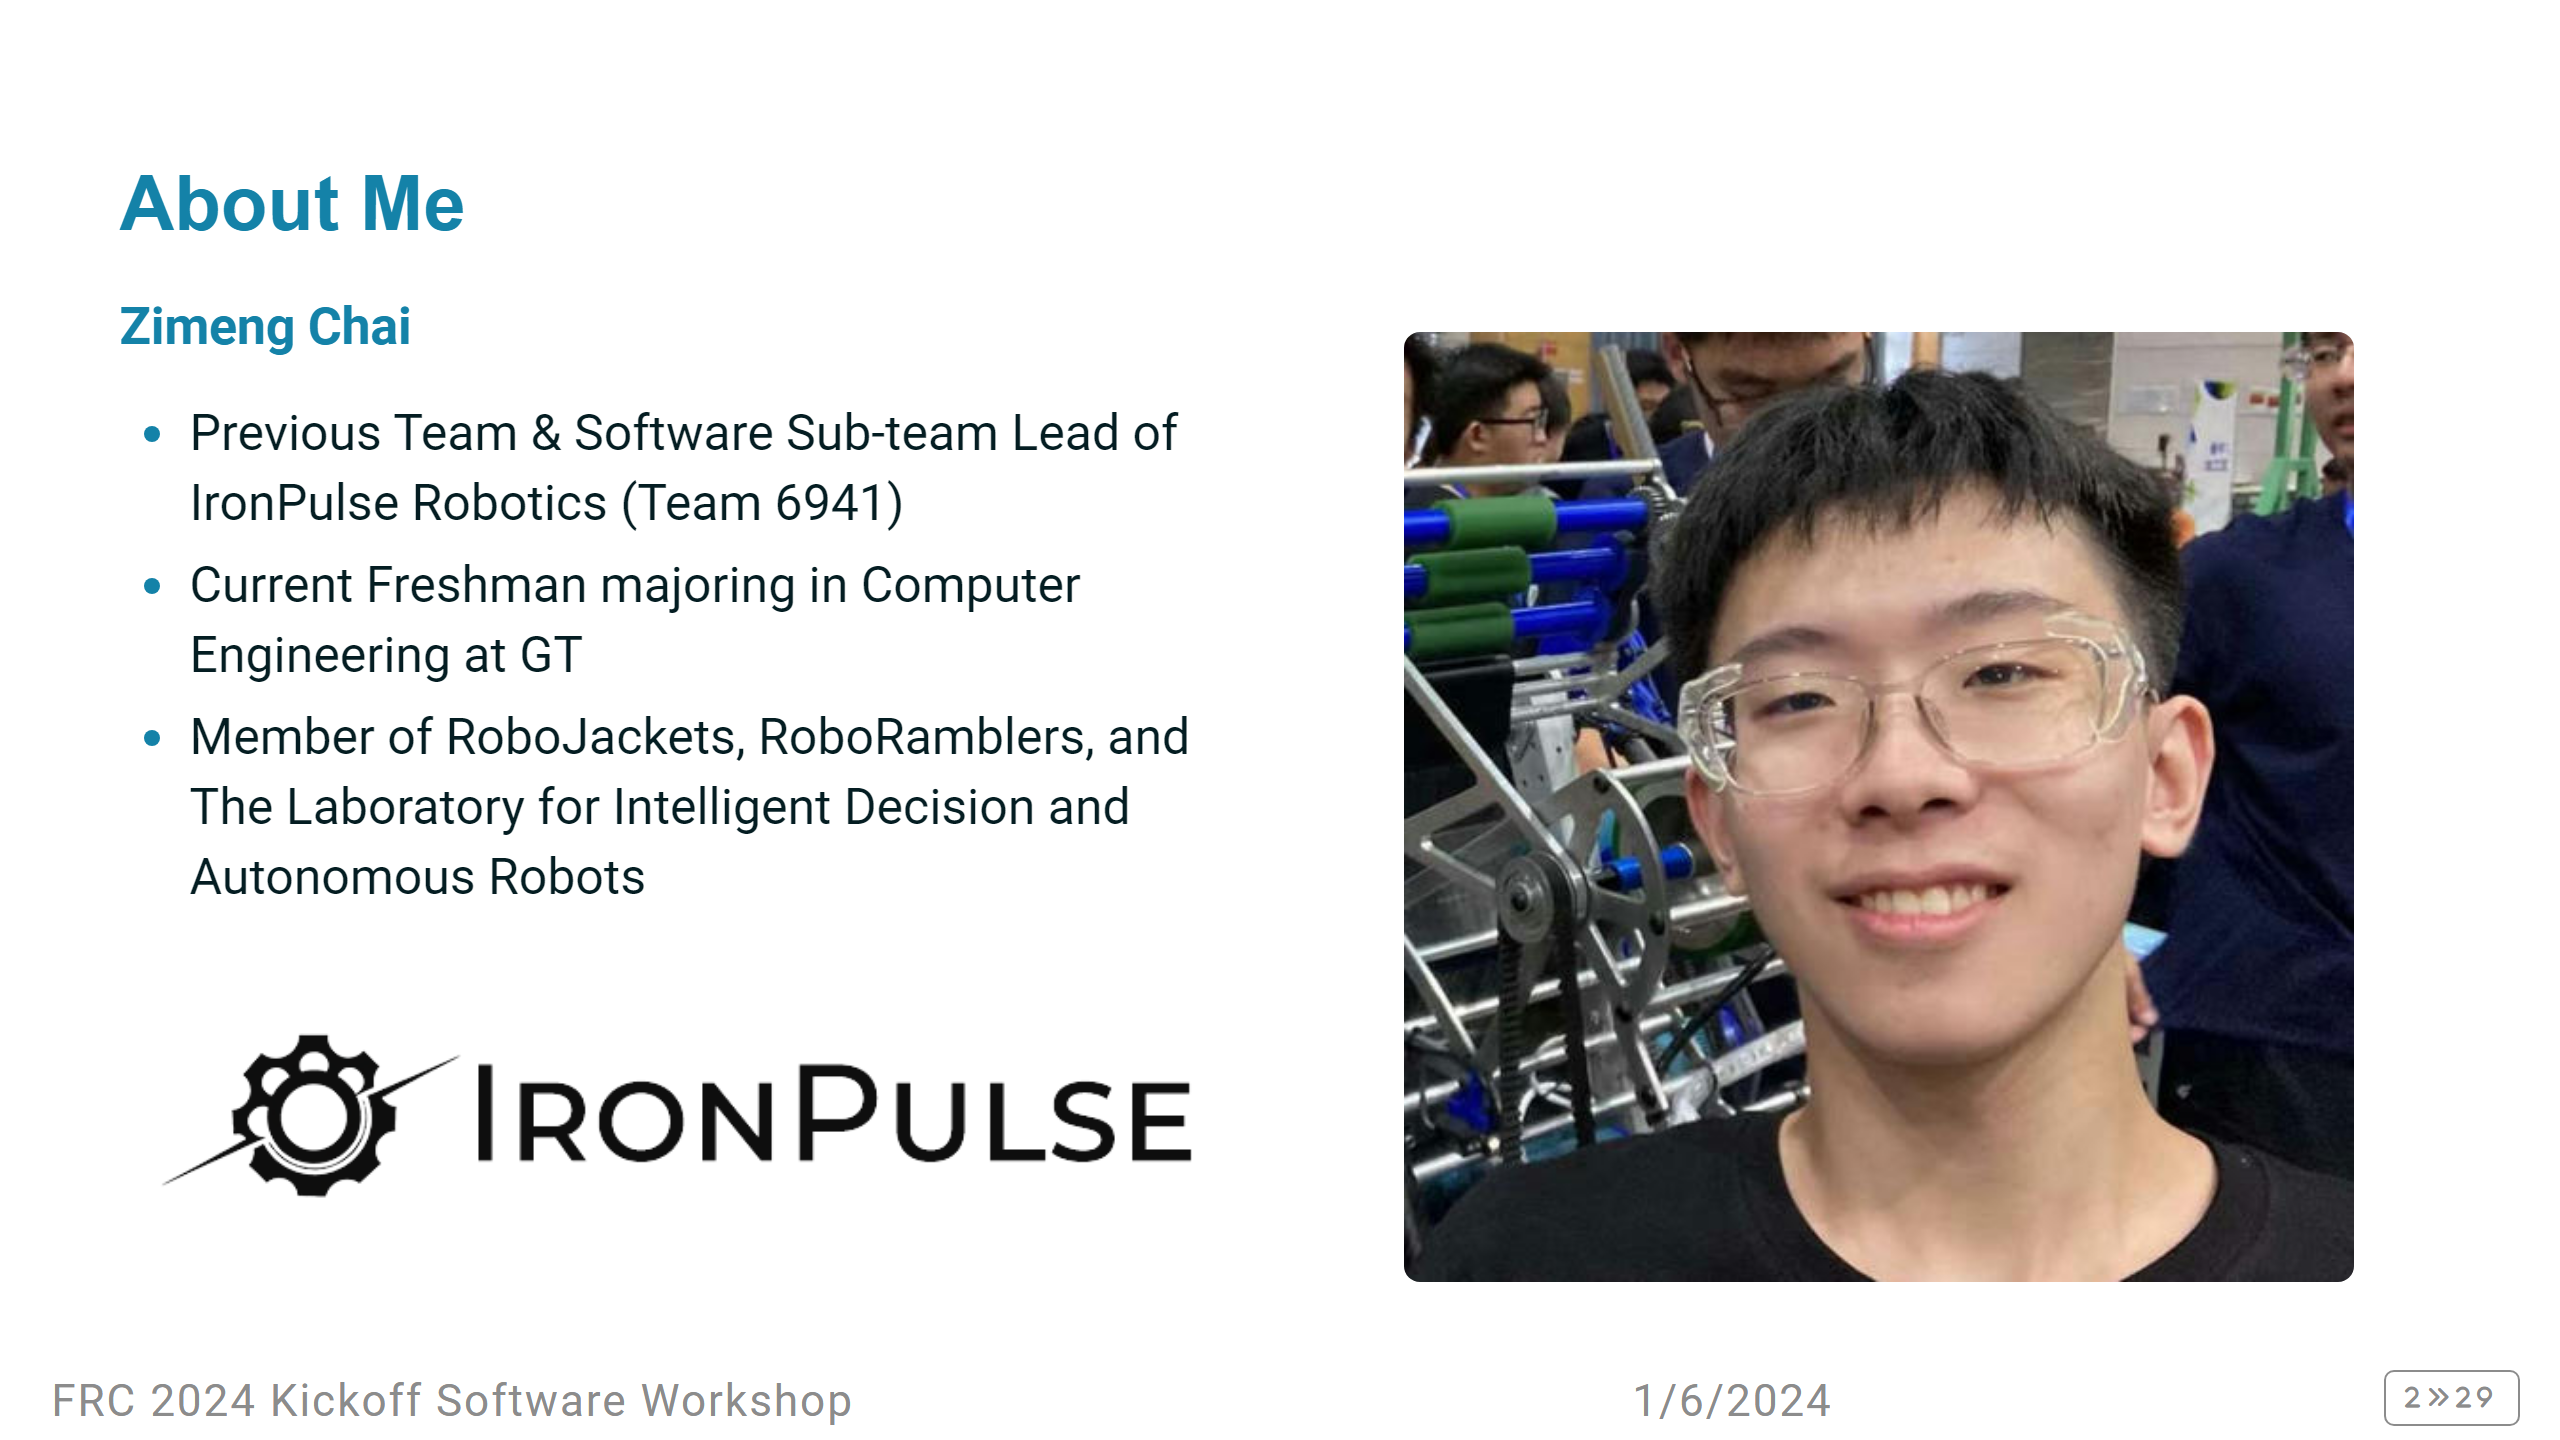 About Me
Zimeng Chai
Previous Team & Software Sub-team Lead of
IronPulse Robotics (Team 6941)
Current Freshman majoring in Computer
Engineering at GT
Member of RoboJackets, RoboRamblers, and
The Laboratory for Intelligent Decision and
Autonomous Robots
IRONPULSE
FRC 2024 Kickoff Software Workshop
1/6/2024
2»29